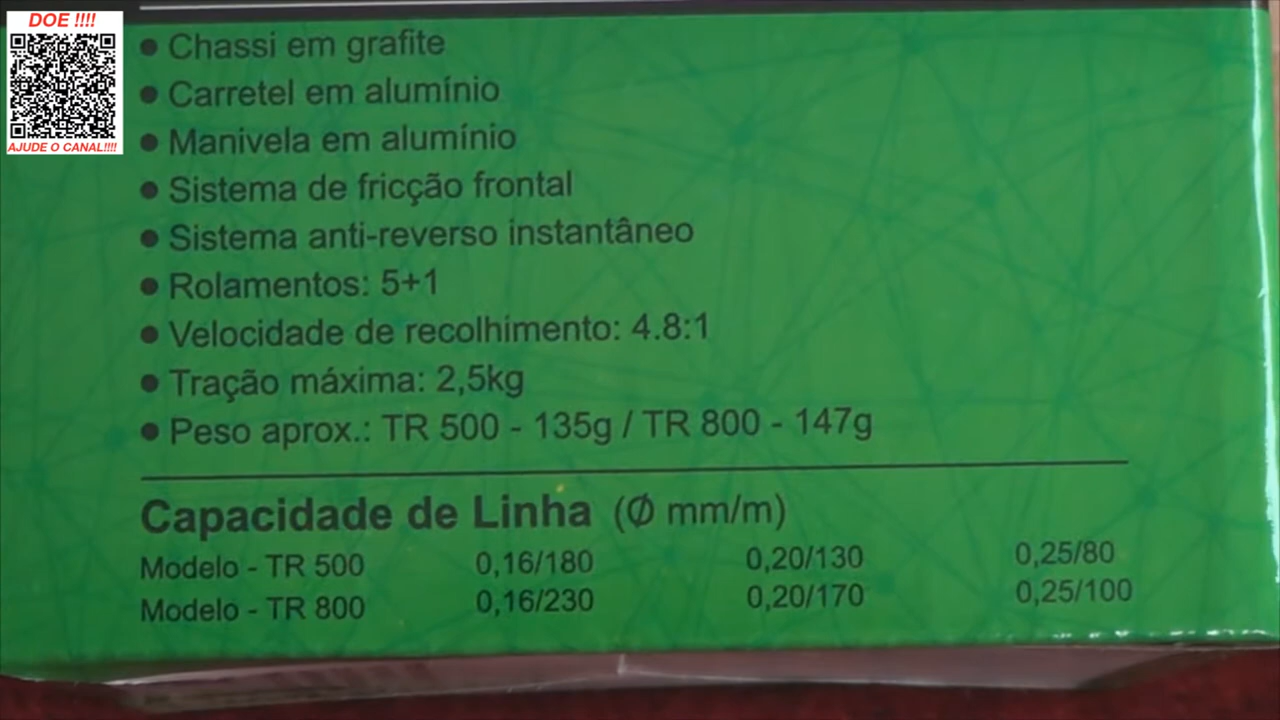 DOE !!!!
AJUDE O CANAL!!!!
• Chassi em grafite
• Carretel em alumínio
• Manivela em alumínio
• Sistema de fricção frontal
• Sistema anti-reverso instantâneo
• Rolamentos: 5+1
• Velocidade de recolhimento: 4.8:1
• Tração máxima: 2,5kg
• Peso aprox.: TR 500 - 135g / TR 800 - 147g
Capacidade de Linha (Ø mm/m)
Modelo - TR 500 0,16/180 0,20/130 0,25/80
Modelo - TR 800 0,16/230 0,20/170 0,25/100